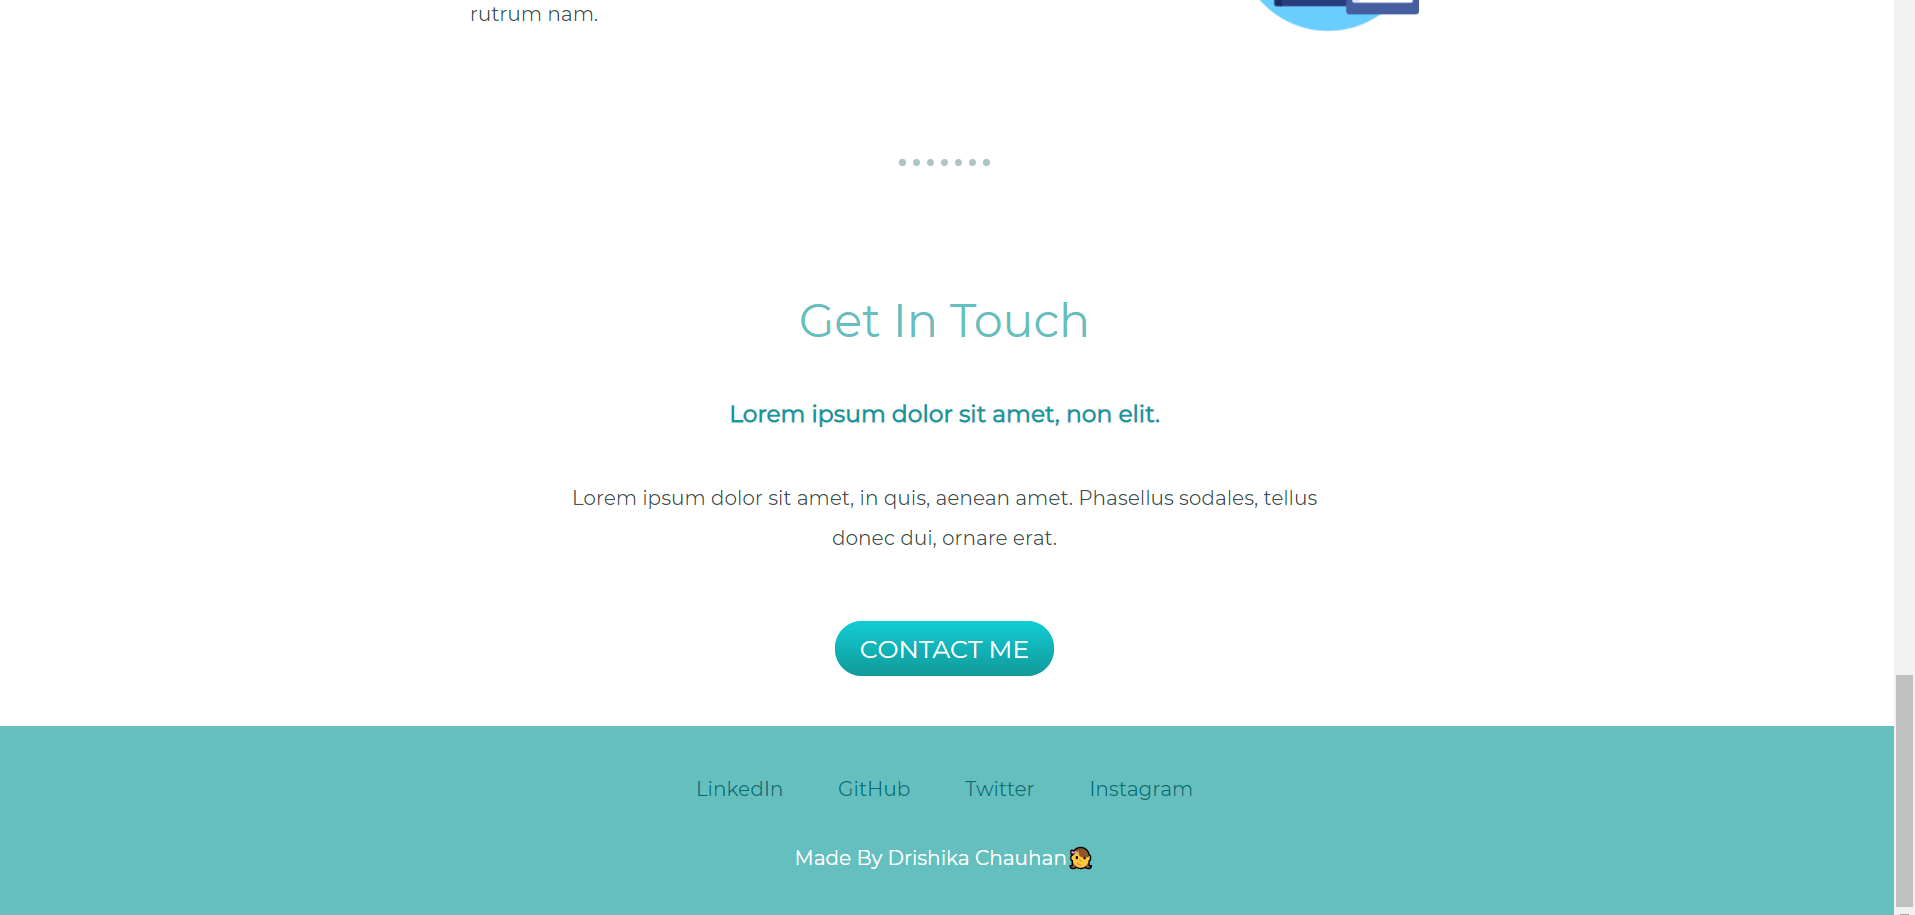 rutrum nam.
Get In Touch
Lorem ipsum dolor sit amet, non elit.
Lorem ipsum dolor sit amet, in quis, aenean amet. Phasellus sodales, tellus
donec dui, ornare erat.
CONTACT ME
LinkedIn GitHub Twitter Instagram
Made By Drishika Chauhan